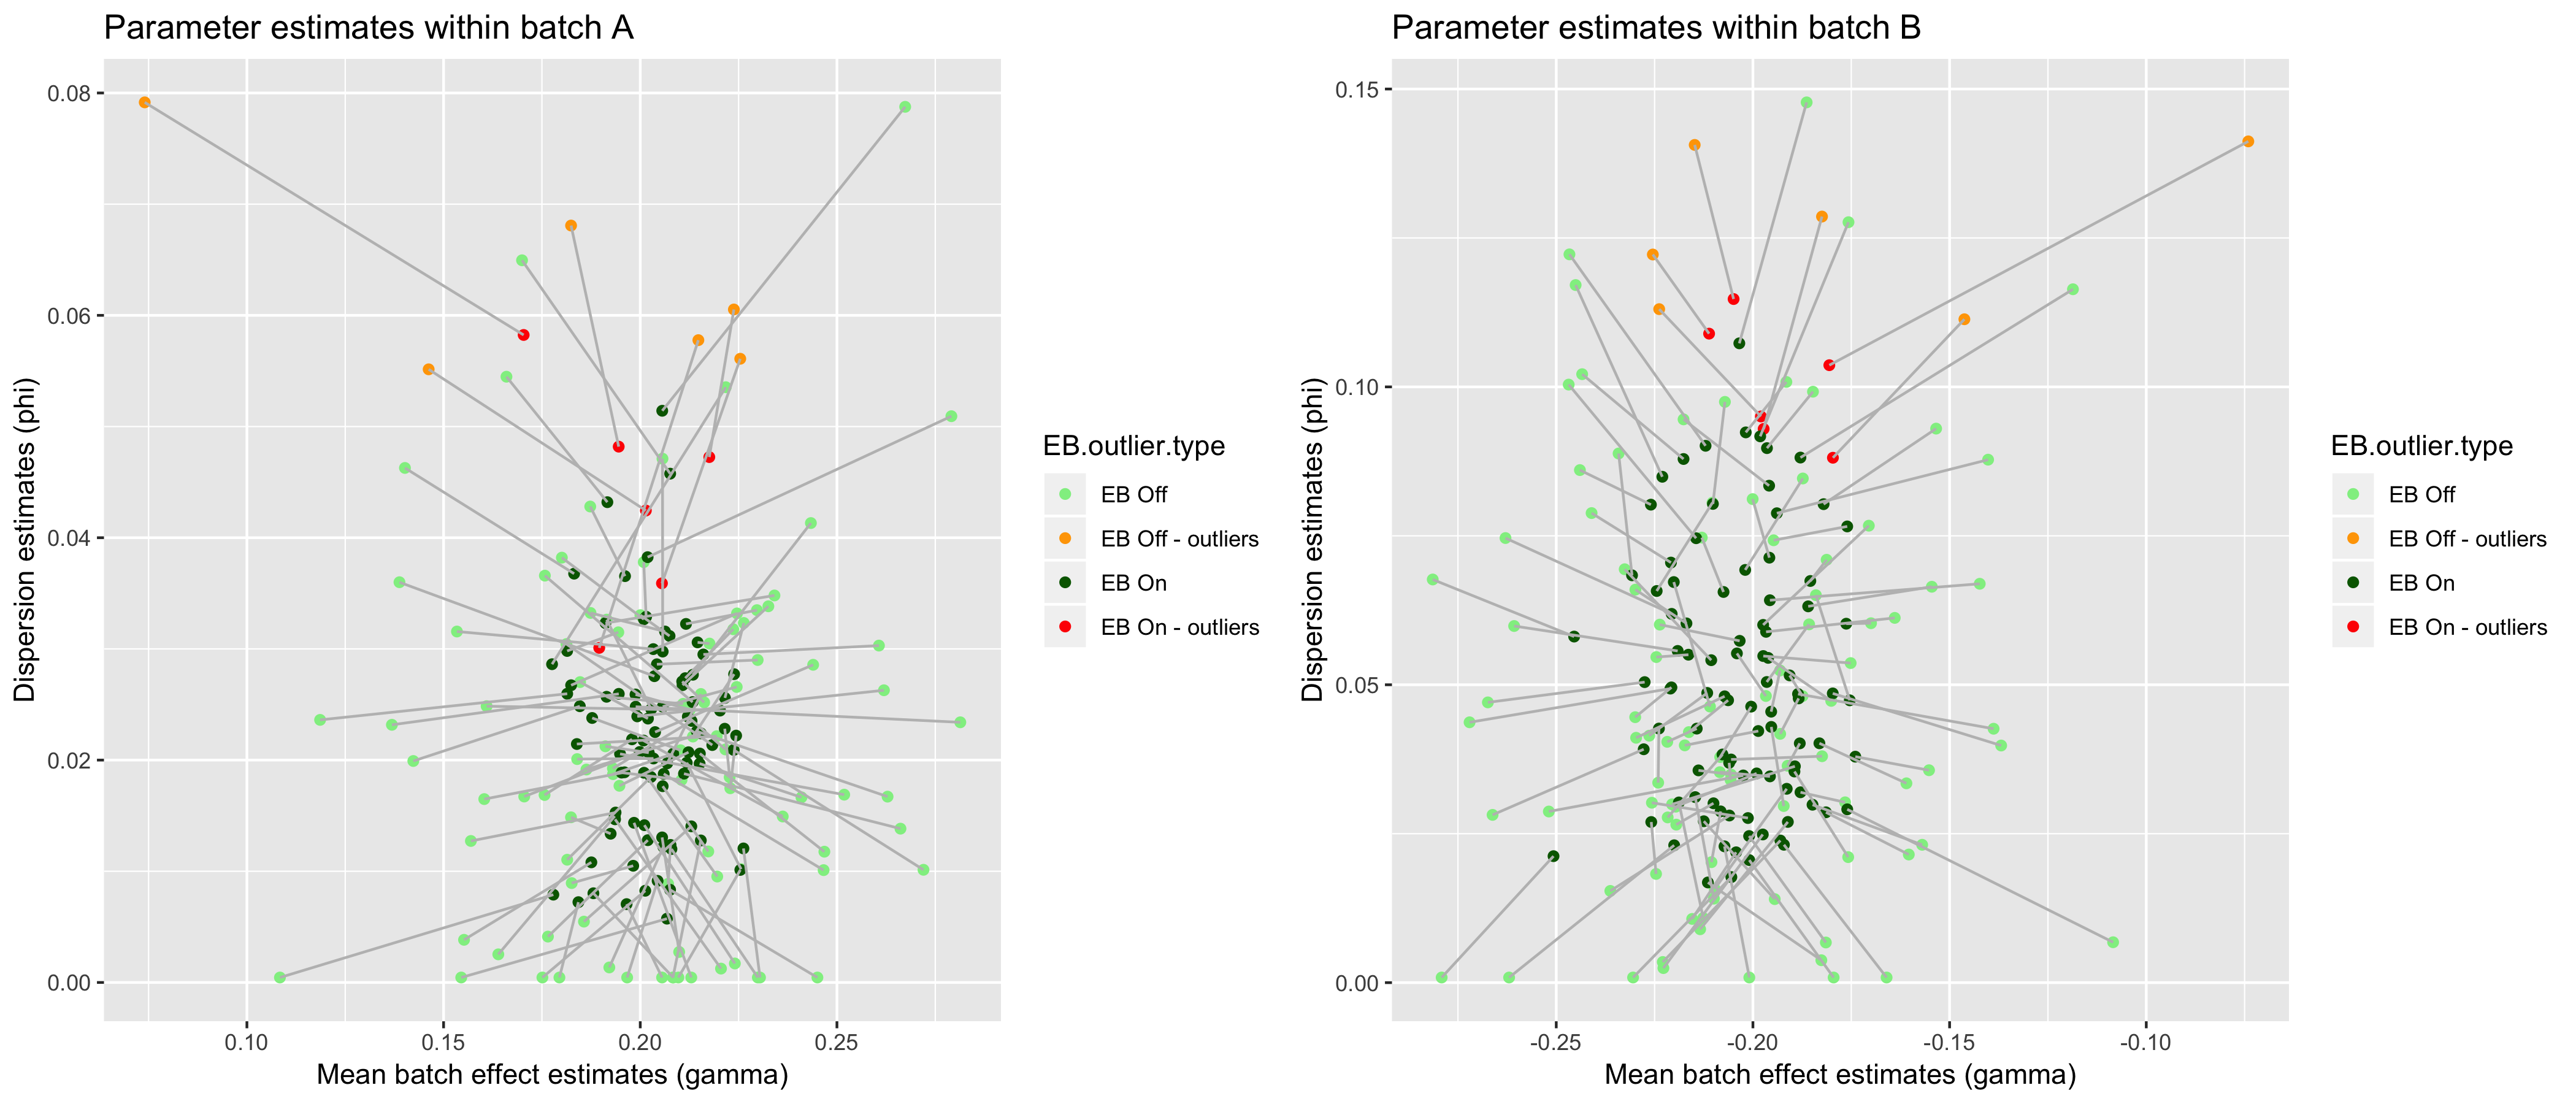 Parameter estimates within batch A
Dispersion estimates (phi)
0.08
0.06
0.04
0.02
0.00
0.10
0.15
0.20
0.25
Mean batch effect estimates (gamma)
EB.outlier.type
EB Off
EB Off - outliers
EB On
EB On - outliers
Parameter estimates within batch B
Dispersion estimates (phi)
0.15
0.10
0.05
0.00
-0.25
-0.20
-0.15
-0.10
Mean batch effect estimates (gamma)
EB.outlier.type
EB Off
EB Off - outliers
EB On
EB On - outliers